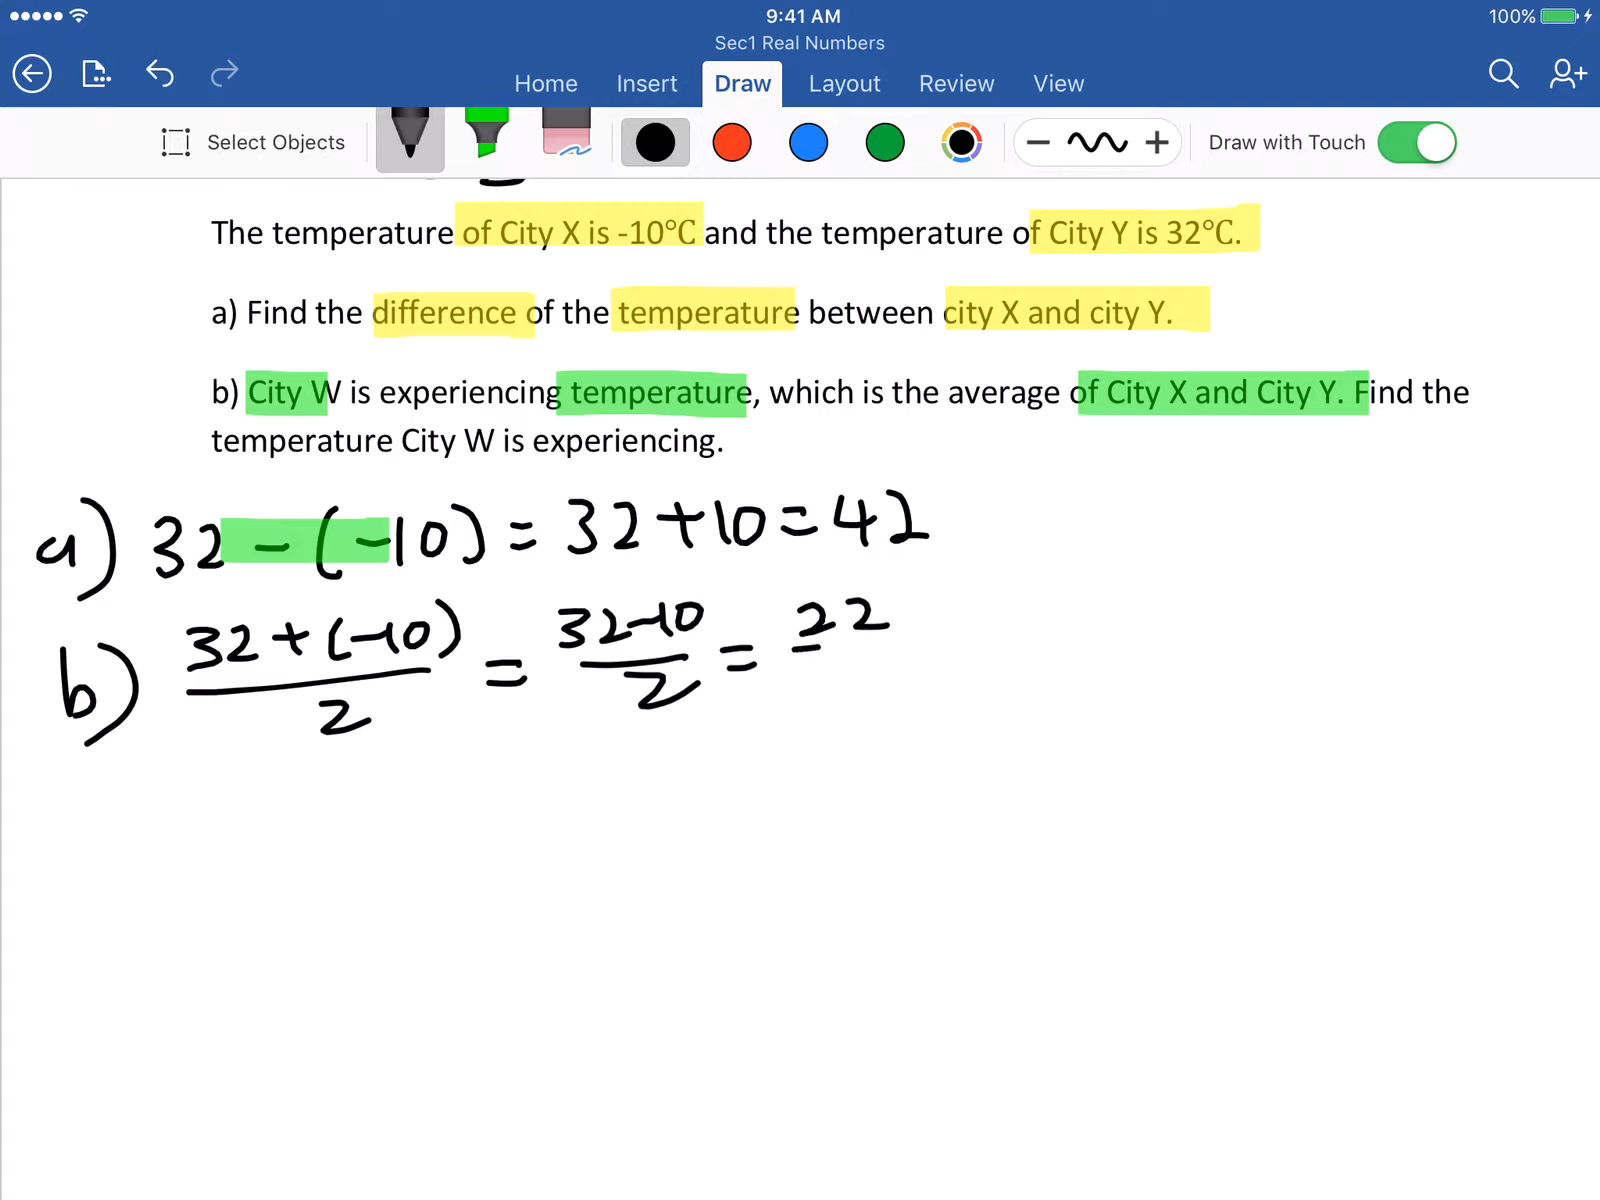 9:41 AM
100%
Sec1 Real Numbers
Home Insert Draw Layout Review View
Select Objects
Draw with Touch
The temperature of City X is -10°C and the temperature of City Y is 32°C.
a) Find the difference of the temperature between city X and city Y.
b) City W is experiencing temperature, which is the average of City X and City Y. Find the
temperature City W is experiencing.
a) 32 - (-10) = 32 + 10 = 42
b) 32 + (-10) / 2 = 32 - 10 / 2 = 22